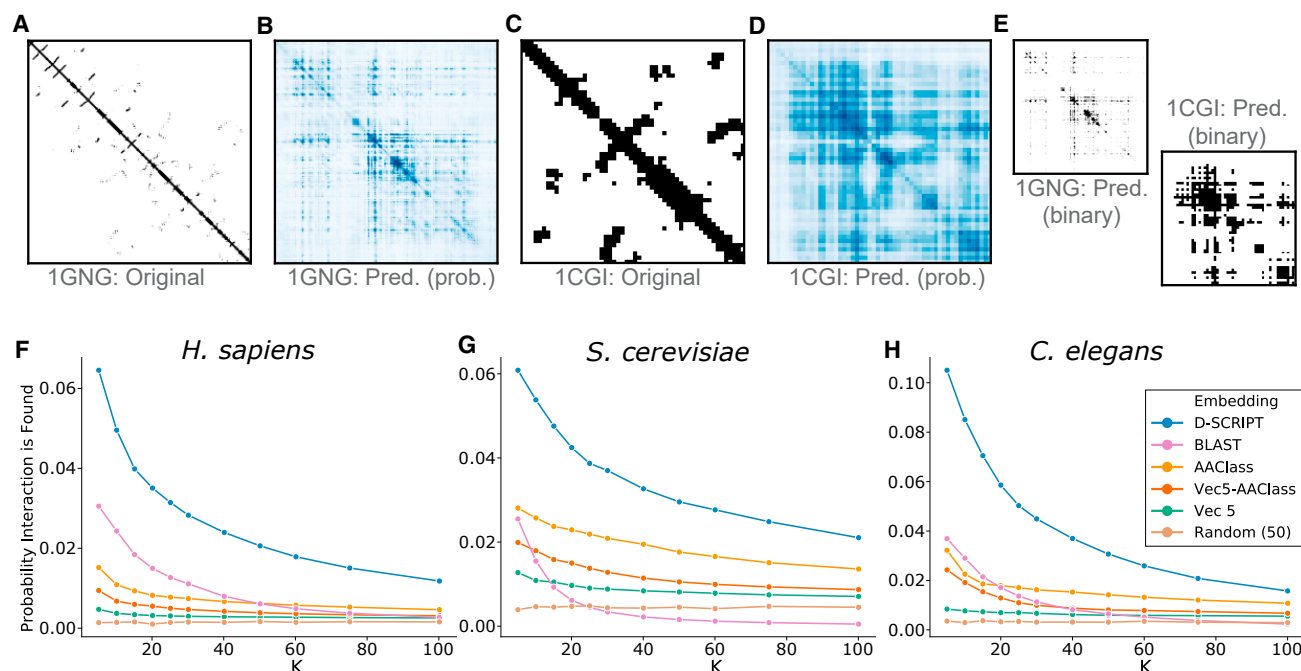 A
B
C
D
E
1GNG: Original
1GNG: Pred. (prob.)
1CGI: Original
1CGI: Pred. (prob.)
1GNG: Pred.
(binary)
1CGI: Pred.
(binary)
F
H. sapiens
G
S. cerevisiae
H
C. elegans
Probability Interaction is Found
0.06
0.04
0.02
0.00
20
40
60
80
100
K
0.06
0.04
0.02
0.00
20
40
60
80
100
K
0.10
0.08
0.06
0.04
0.02
0.00
20
40
60
80
100
K
Embedding
D-SCRIPT
BLAST
AAClass
Vec5-AAClass
Vec 5
Random (50)